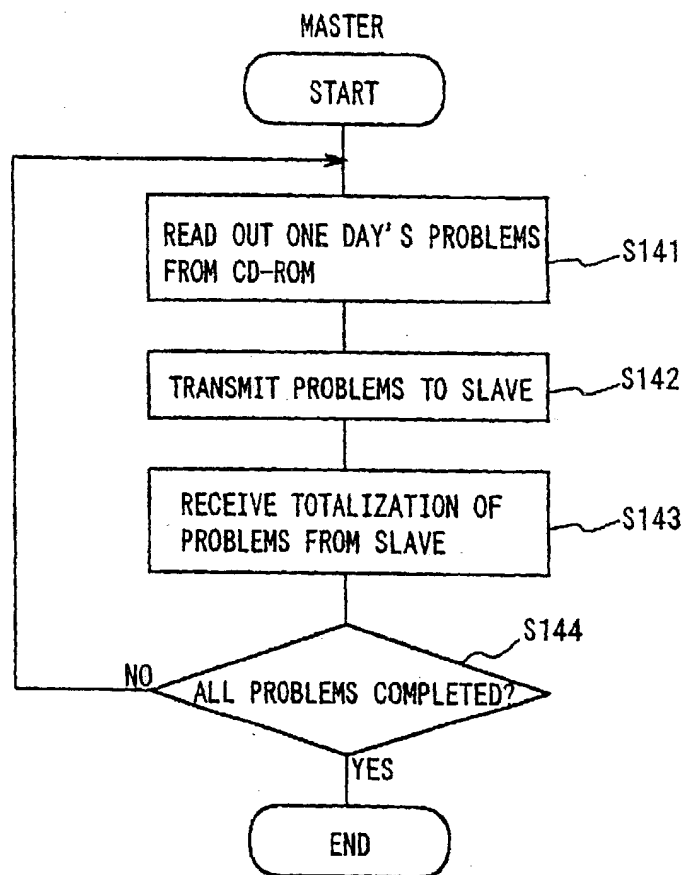 MASTER
START
READ OUT ONE DAY'S PROBLEMS
FROM CD-ROM
S141
TRANSMIT PROBLEMS TO SLAVE
S142
RECEIVE TOTALIZATION OF
PROBLEMS FROM SLAVE
S143
S144
ALL PROBLEMS COMPLETED?
NO
YES
END